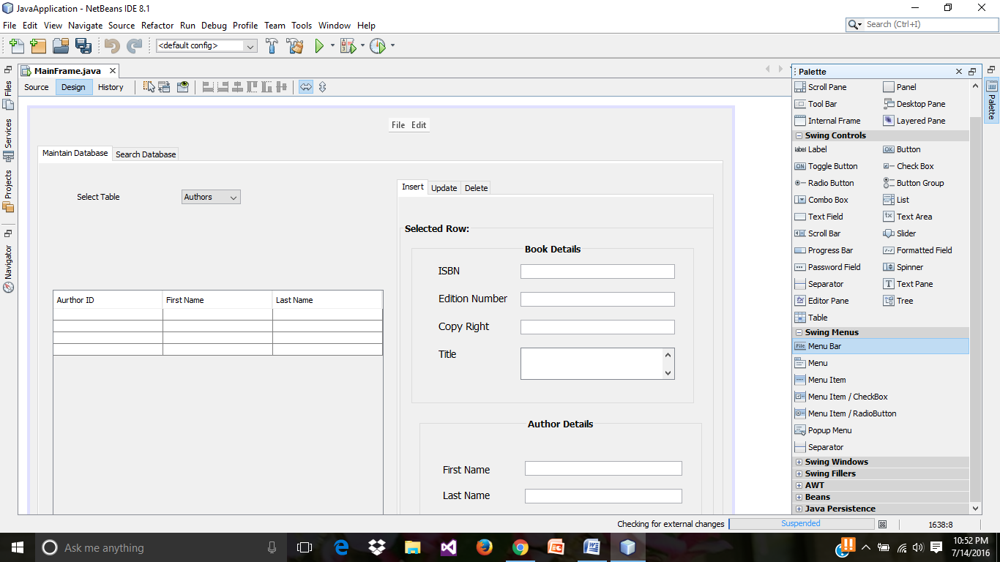 JavaApplication - NetBeans IDE 8.1
File Edit View Navigate Source Refactor Run Debug Profile Team Tools Window Help
Search (Ctrl+I)
<default config>
MainFrame.java
Source Design History
Files
Services
Projects
Navigator
File Edit
Maintain Database Search Database
Select Table Authors
Aurthor ID First Name Last Name
Insert Update Delete
Selected Row:
Book Details
ISBN
Edition Number
Copy Right
Title
Author Details
First Name
Last Name
Palette
Scroll Pane Panel
Tool Bar Desktop Pane
Internal Frame Layered Pane
Swing Controls
label Label OK Button
ON Toggle Button Check Box
Radio Button Button Group
Combo Box List
Text Field Text Area
Scroll Bar Slider
Progress Bar Formatted Field
Password Field Spinner
Separator T Text Pane
Editor Pane Tree
Table
Swing Menus
File Menu Bar
Menu
Menu Item
Menu Item / CheckBox
Menu Item / RadioButton
Popup Menu
Separator
Swing Windows
Swing Fillers
AWT
Beans
Java Persistence
Palette
Checking for external changes Suspended 1638:8
Ask me anything
10:52 PM
7/14/2016